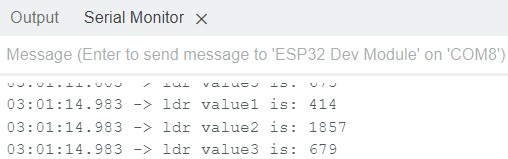 Output Serial Monitor ×
Message (Enter to send message to 'ESP32 Dev Module' on 'COM8')
ldr value3 is: 673
03:01:14.983 -> ldr value1 is: 414
03:01:14.983 -> ldr value2 is: 1857
03:01:14.983 -> ldr value3 is: 679